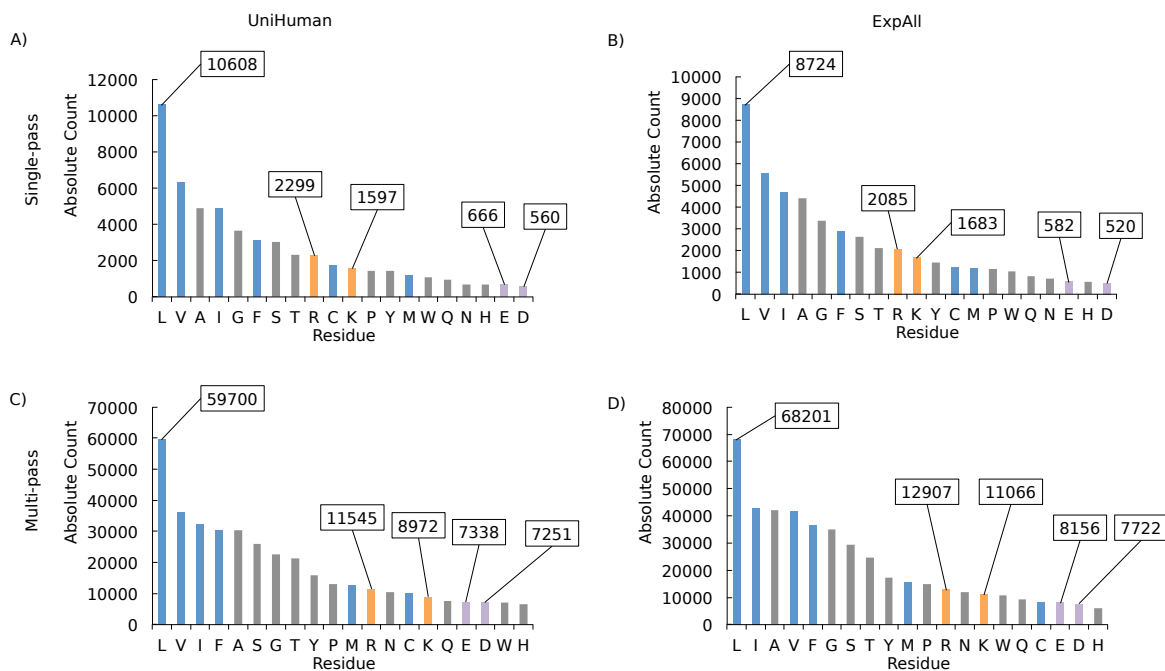 UniHuman
ExpAll
Single-pass
Multi-pass
A)
10608
2299
1597
666
560
Absolute Count
12000
10000
8000
6000
4000
2000
0
L V A I G F S T R C K P Y M W Q N H E D
Residue
B)
8724
2085
1683
582
520
Absolute Count
10000
9000
8000
7000
6000
5000
4000
3000
2000
1000
0
L V I A G F S T R K Y C M P W Q N E H D
Residue
C)
59700
11545
8972
7338
7251
Absolute Count
70000
60000
50000
40000
30000
20000
10000
0
L V I F A S G T Y P M R N C K Q E D W H
Residue
D)
68201
12907
11066
8156
7722
Absolute Count
80000
70000
60000
50000
40000
30000
20000
10000
0
L I A V F G S T Y M P R N K W Q C E D H
Residue